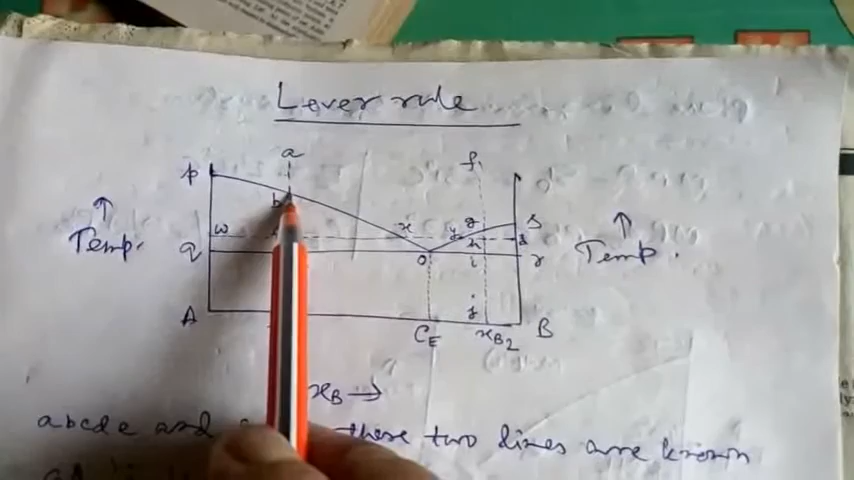 Lever rule
a f
p
b
w x y g s
h z
Temp. q o i r Temp.
A j B
C_E x_B2
x_B →
abcde and these two lines are known